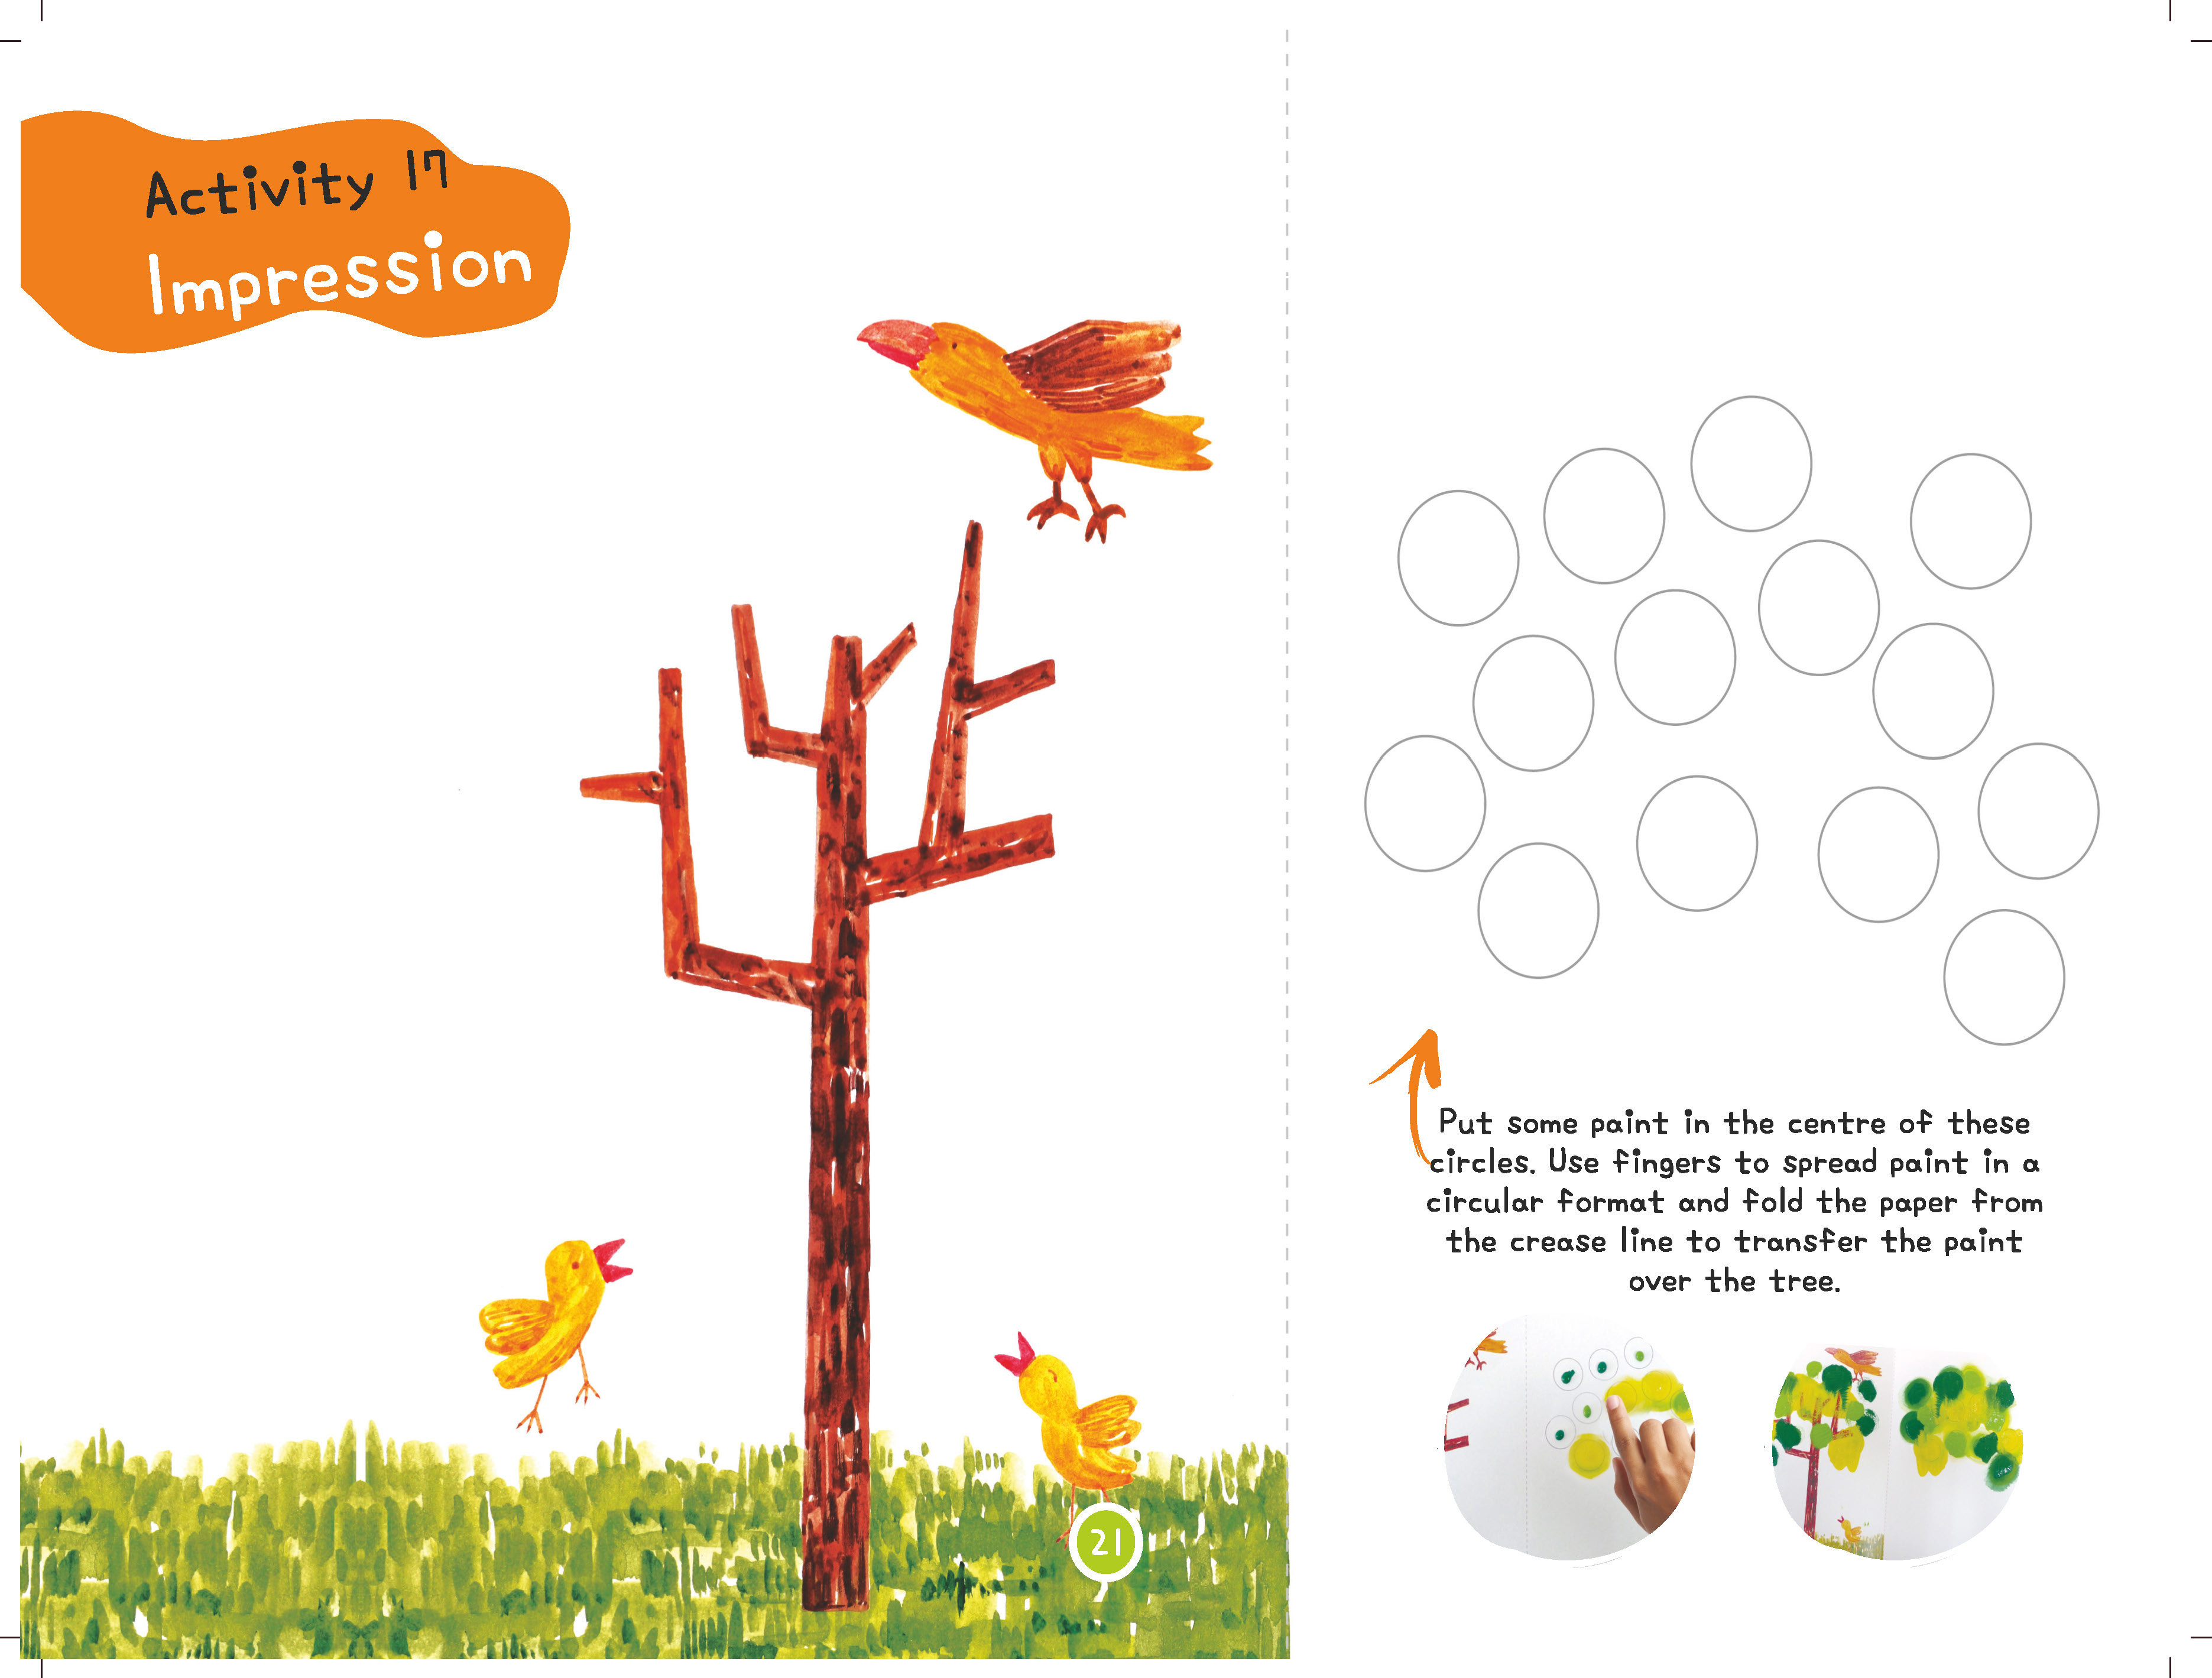 Activity 17
Impression
Put some paint in the centre of these
circles. Use fingers to spread paint in a
circular format and fold the paper from
the crease line to transfer the paint
over the tree.
21